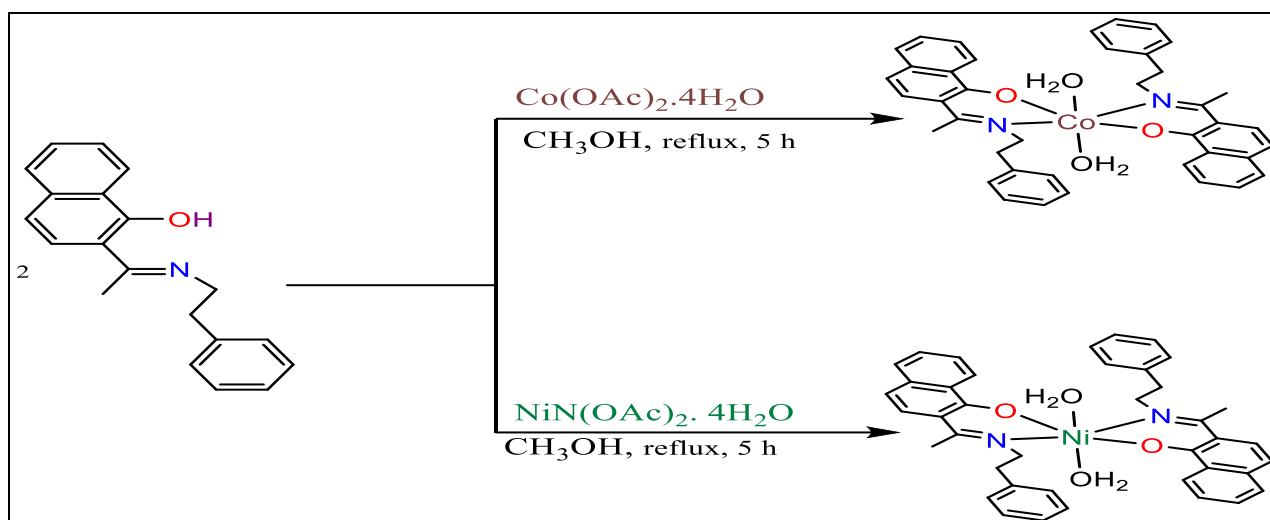 2
OH
N
Co(OAc)₂.4H₂O
CH₃OH, reflux, 5 h
H₂O
O
N
N
Co
O
OH₂
NiN(OAc)₂. 4H₂O
CH₃OH, reflux, 5 h
H₂O
O
N
N
Ni
O
OH₂